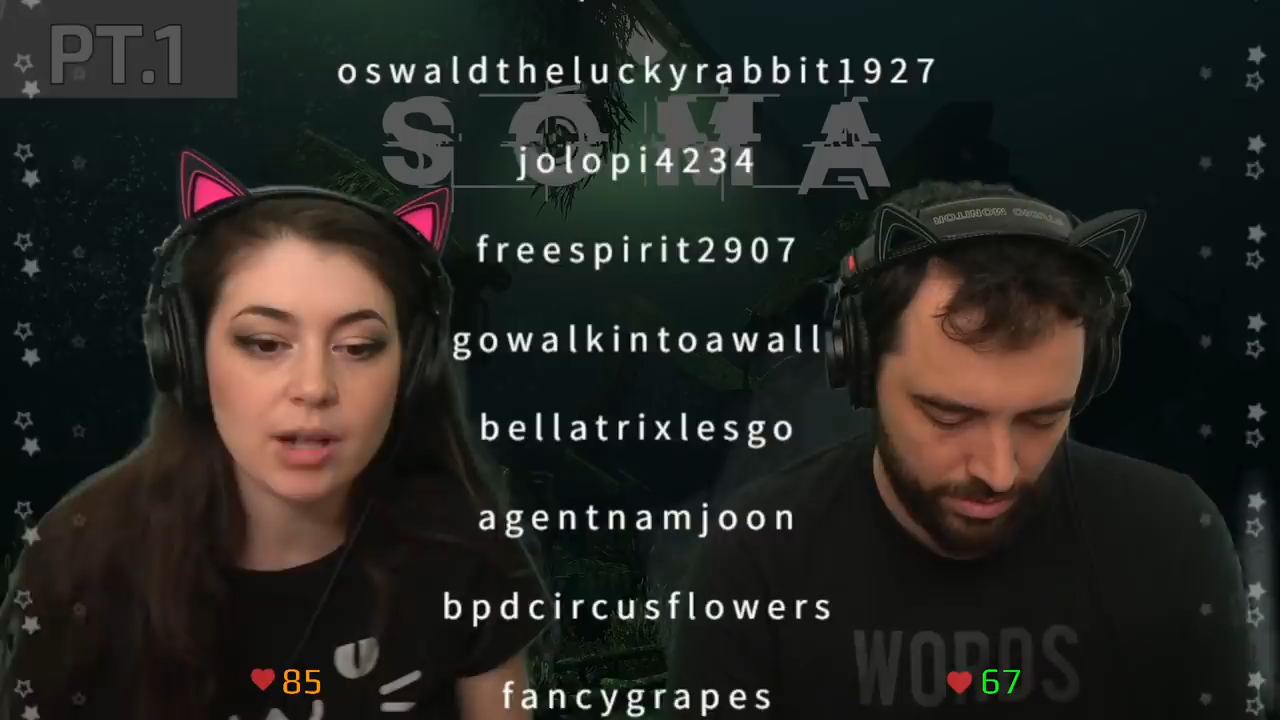 PT.1
oswaldtheluckyrabbit1927
SOMA
jolopi4234
freespirit2907
gowalkintoawall
bellatrixlesgo
agentnamjoon
bpdcircusflowers
WORDS
85
67
fancygrapes